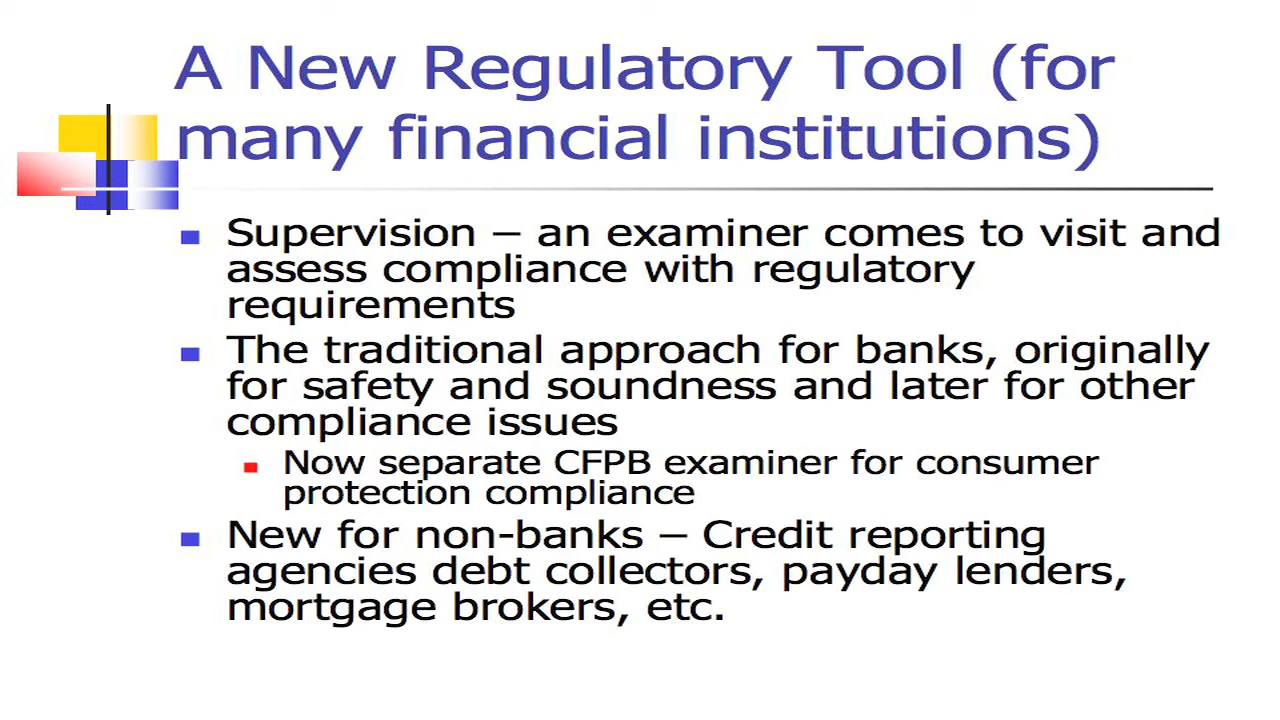 A New Regulatory Tool (for
many financial institutions)
Supervision – an examiner comes to visit and
assess compliance with regulatory
requirements
The traditional approach for banks, originally
for safety and soundness and later for other
compliance issues
Now separate CFPB examiner for consumer
protection compliance
New for non-banks – Credit reporting
agencies debt collectors, payday lenders,
mortgage brokers, etc.